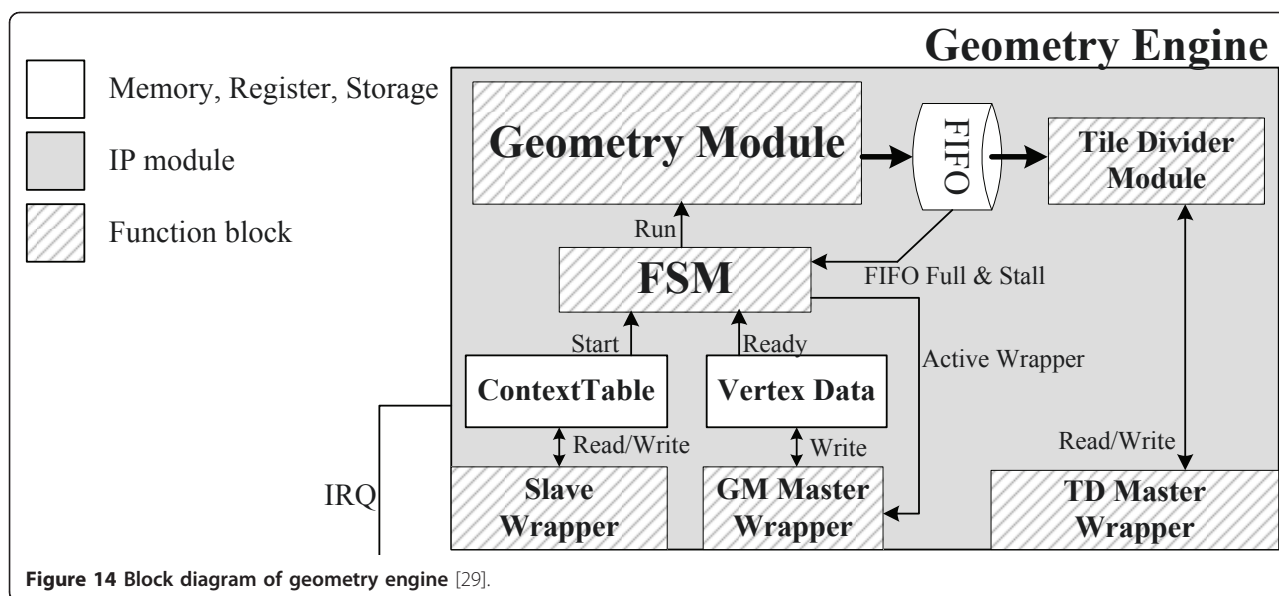 Geometry Engine
Memory, Register, Storage
IP module
Function block
Geometry Module
FIFO
Tile Divider
Module
Run
FSM
FIFO Full & Stall
Start
Ready
Active Wrapper
ContextTable
Vertex Data
Read/Write
Write
Read/Write
IRQ
Slave
Wrapper
GM Master
Wrapper
TD Master
Wrapper
Figure 14 Block diagram of geometry engine [29].